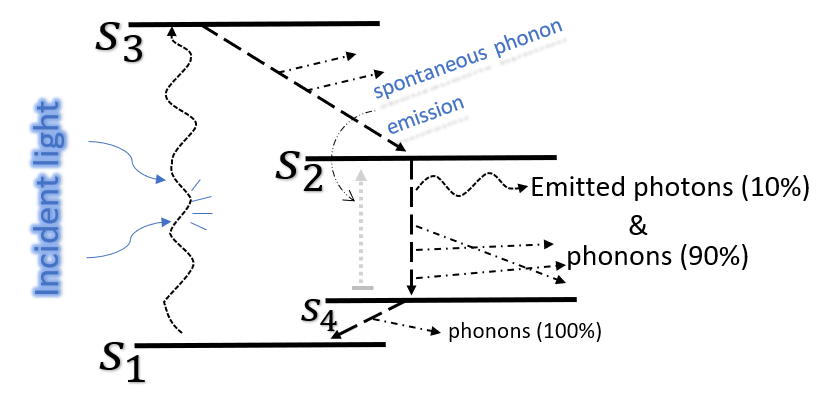 S3
spontaneous phonon
emission
Incident light
S2
Emitted photons (10%)
&
phonons (90%)
S4
phonons (100%)
S1